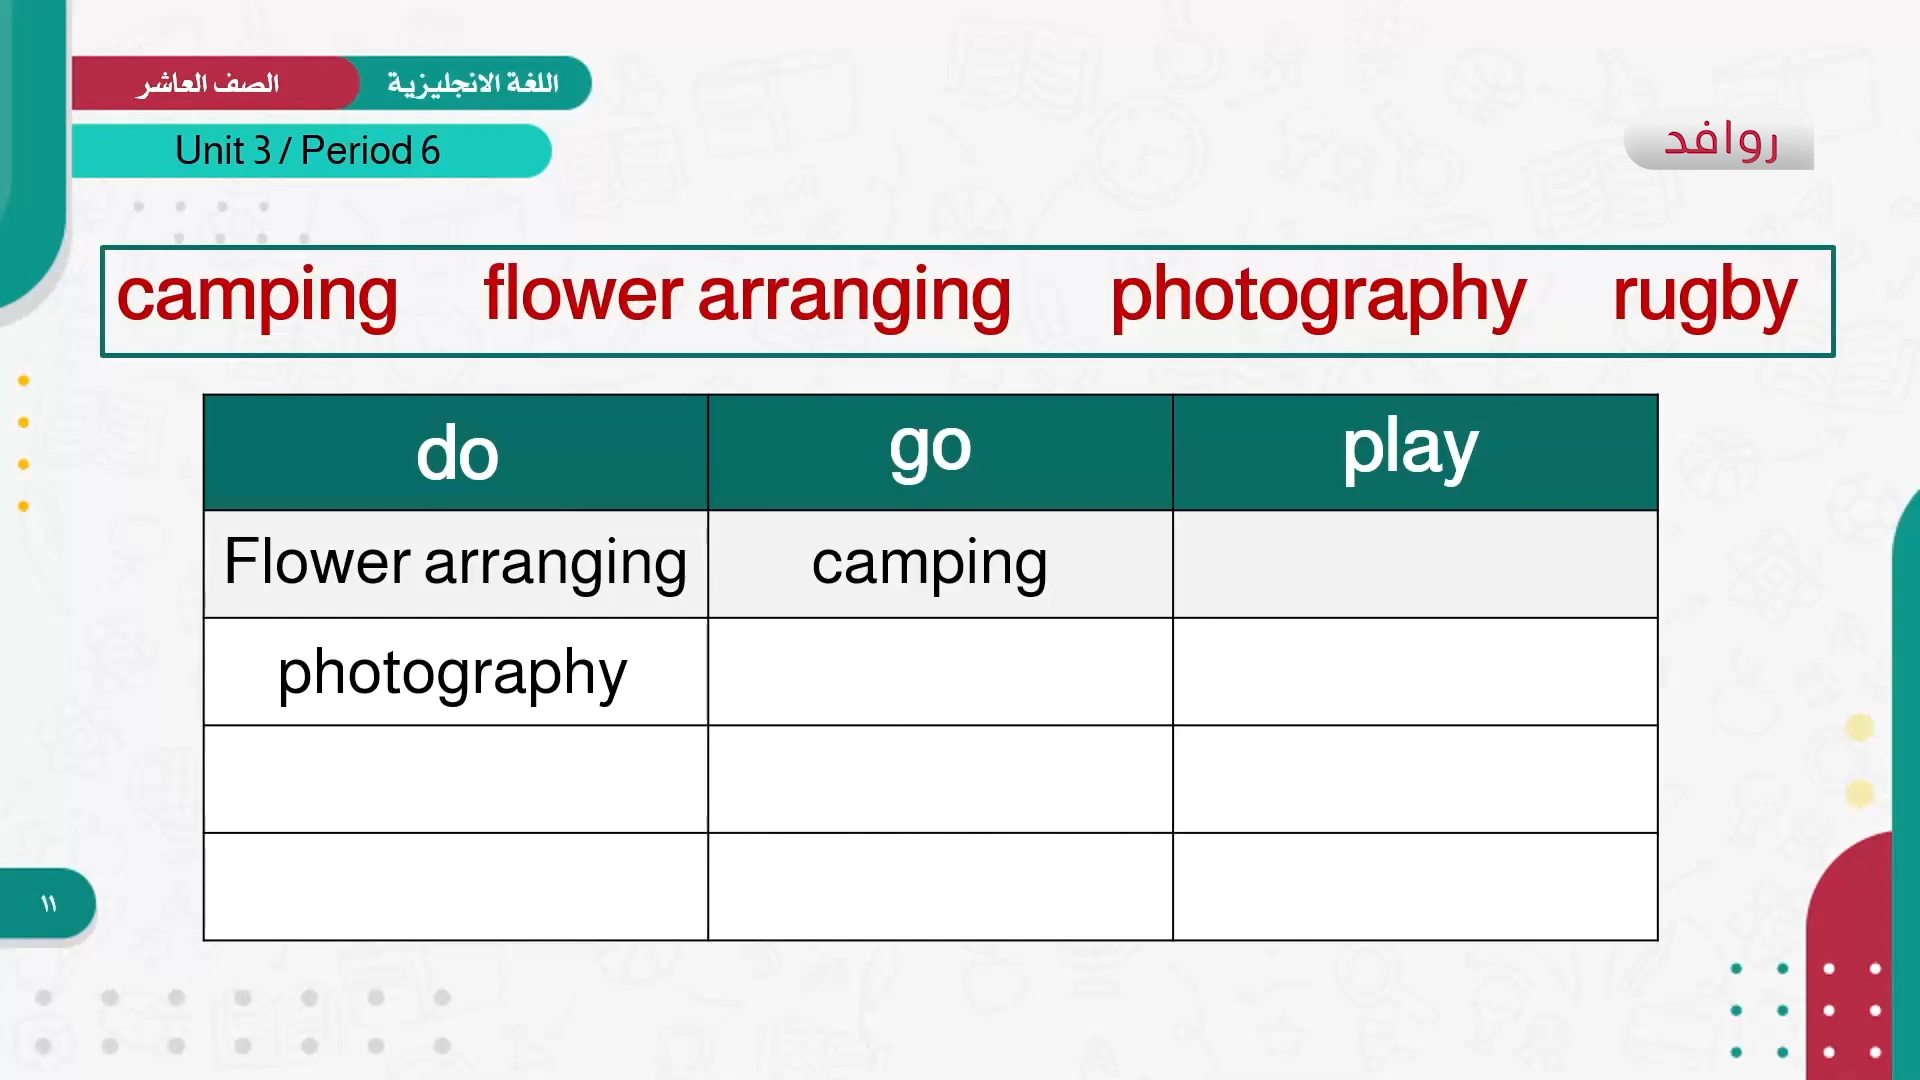 الصف العاشر اللغة الانجليزية
Unit 3 / Period 6
روافد
camping flower arranging photography rugby
do go play
Flower arranging camping
photography
١١